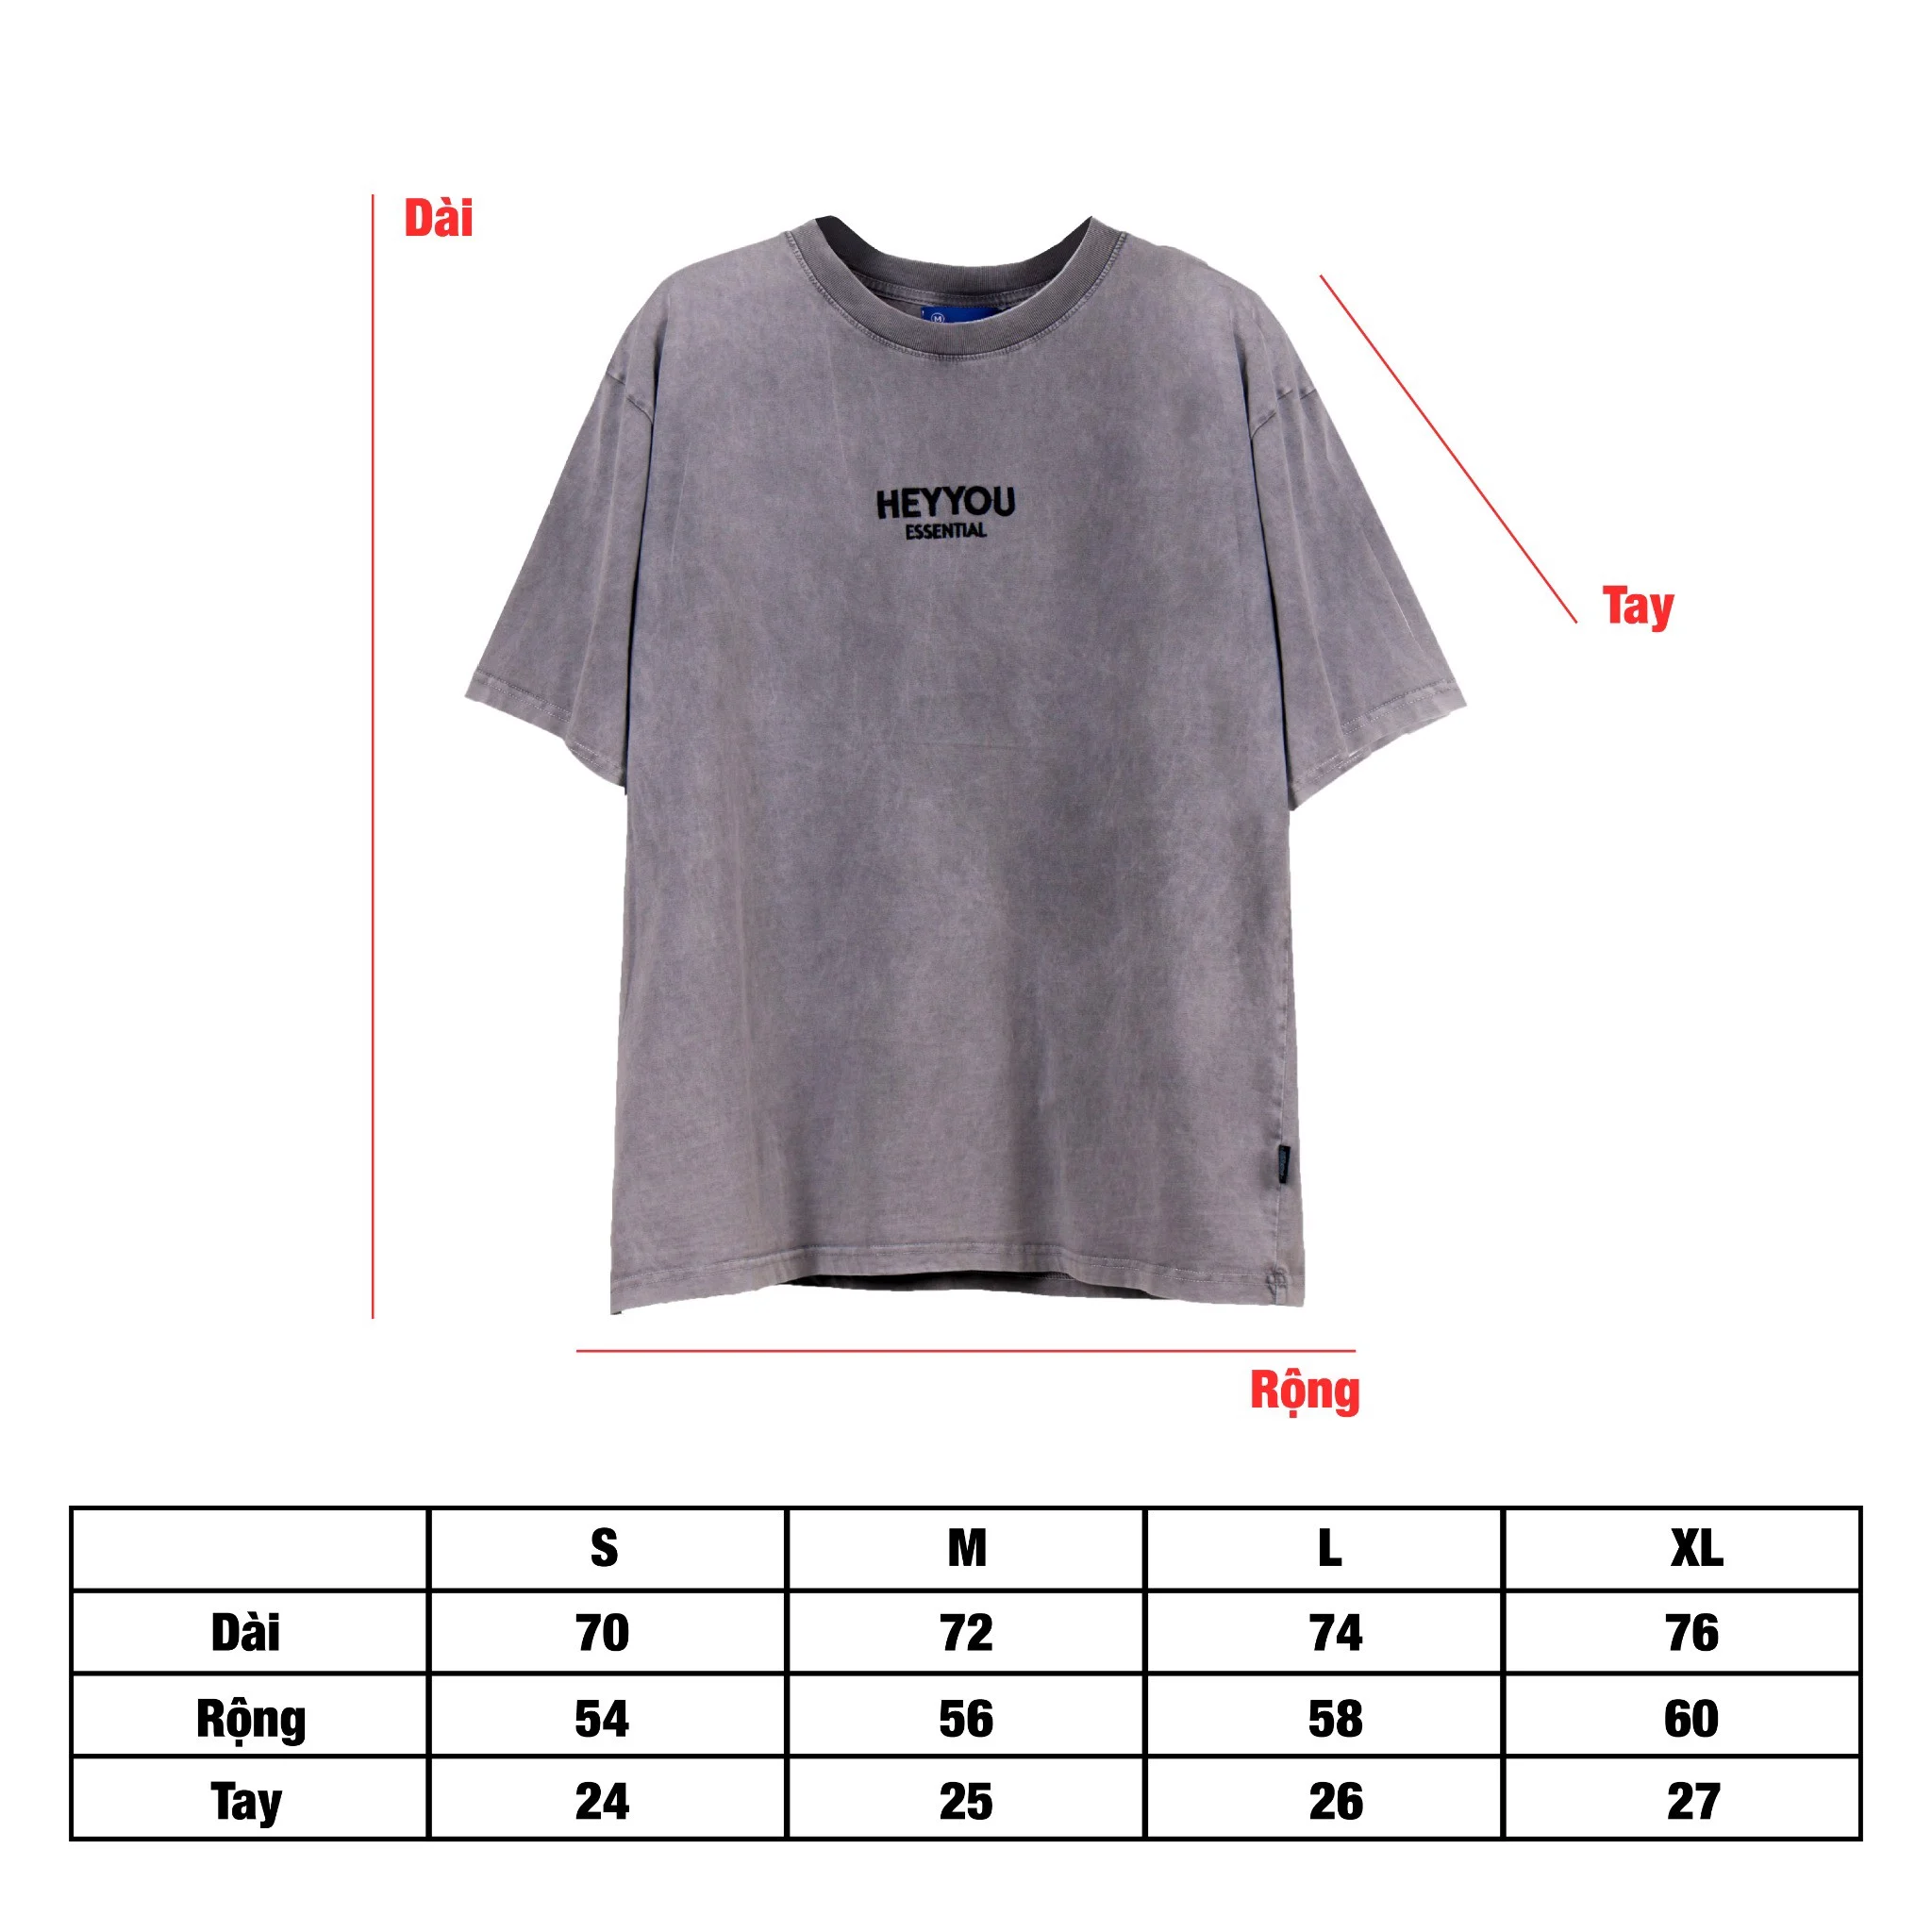 Dài
M
HEYYOU
ESSENTIAL
Tay
Rộng
S M L XL
Dài 70 72 74 76
Rộng 54 56 58 60
Tay 24 25 26 27